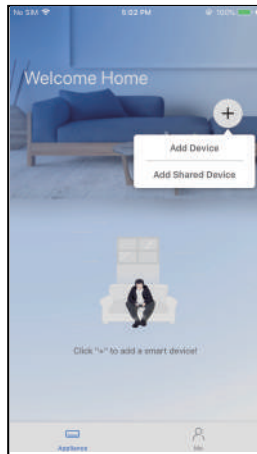 No SIM 5:02 PM 100%
Welcome Home
+
Add Device
Add Shared Device
Click "+" to add a smart device!
Appliance Me